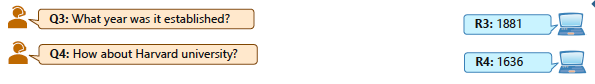 Q3: What year was it established?
R3: 1881
Q4: How about Harvard university?
R4: 1636